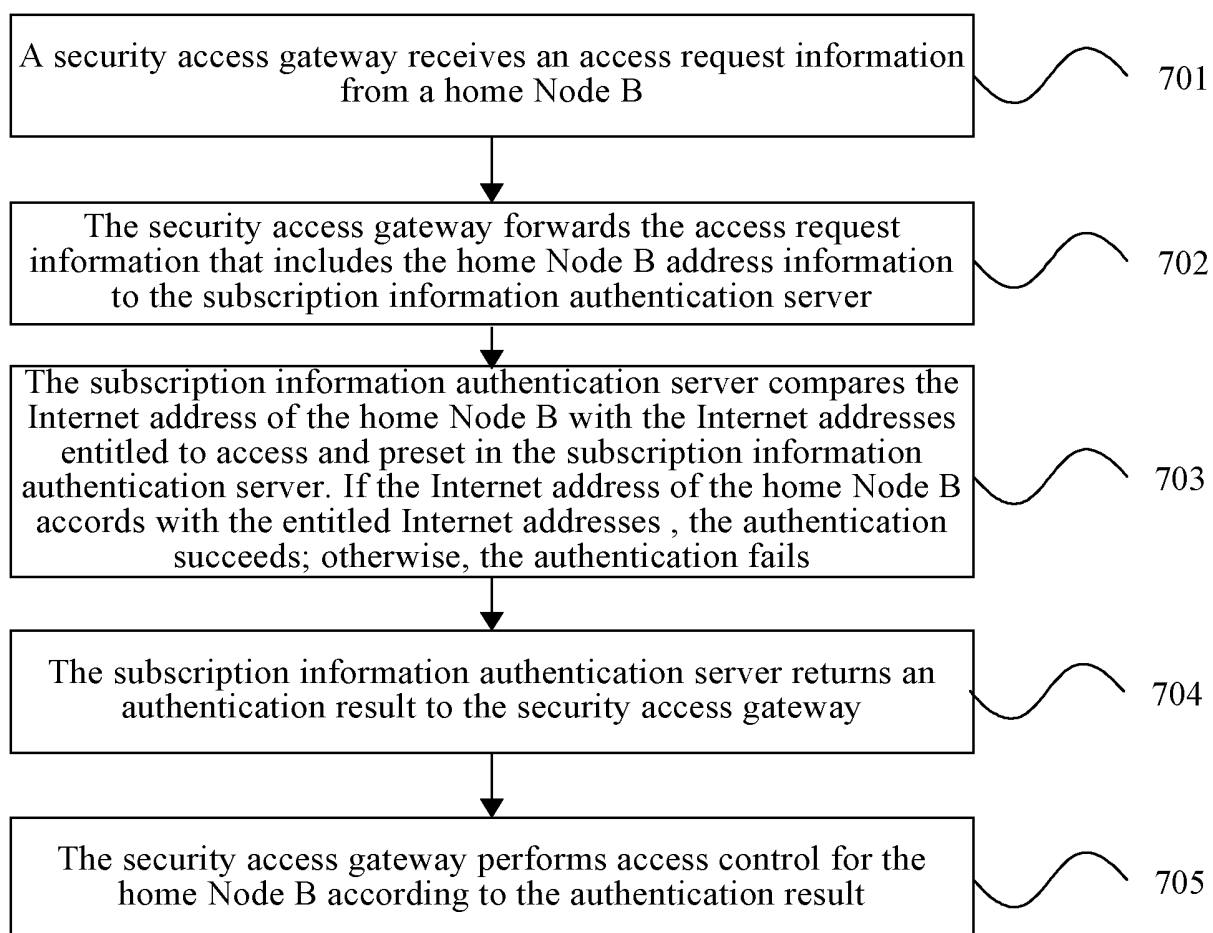 A security access gateway receives an access request information
from a home Node B
701
The security access gateway forwards the access request
information that includes the home Node B address information
to the subscription information authentication server
702
The subscription information authentication server compares the
Internet address of the home Node B with the Internet addresses
entitled to access and preset in the subscription information
authentication server. If the Internet address of the home Node B
accords with the entitled Internet addresses , the authentication
succeeds; otherwise, the authentication fails
703
The subscription information authentication server returns an
authentication result to the security access gateway
704
The security access gateway performs access control for the
home Node B according to the authentication result
705